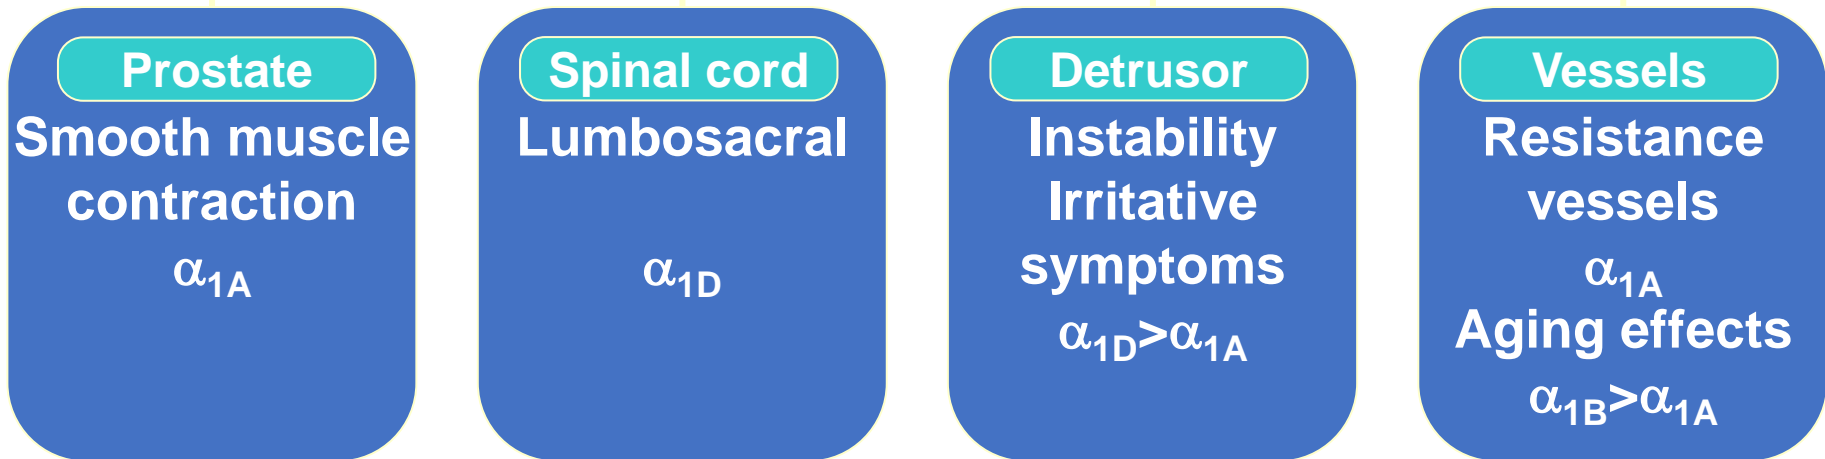 Prostate
Smooth muscle
contraction
α1A
Spinal cord
Lumbosacral
α1D
Detrusor
Instability
Irritative
symptoms
α1D>α1A
Vessels
Resistance
vessels
α1A
Aging effects
α1B>α1A